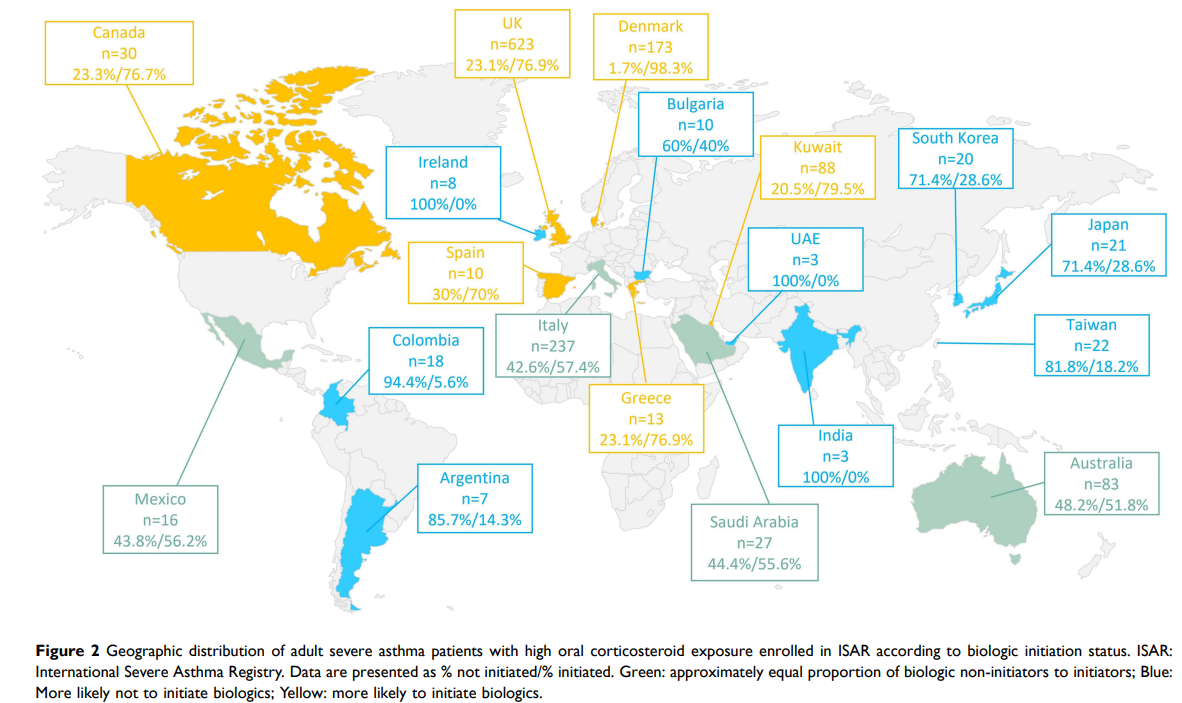 Canada
n=30
23.3%/76.7%
UK
n=623
23.1%/76.9%
Denmark
n=173
1.7%/98.3%
Bulgaria
n=10
60%/40%
Kuwait
n=88
20.5%/79.5%
South Korea
n=20
71.4%/28.6%
Ireland
n=8
100%/0%
Japan
n=21
71.4%/28.6%
UAE
n=3
100%/0%
Spain
n=10
30%/70%
Italy
n=237
42.6%/57.4%
Taiwan
n=22
81.8%/18.2%
Colombia
n=18
94.4%/5.6%
Greece
n=13
23.1%/76.9%
India
n=3
100%/0%
Australia
n=83
48.2%/51.8%
Argentina
n=7
85.7%/14.3%
Mexico
n=16
43.8%/56.2%
Saudi Arabia
n=27
44.4%/55.6%
Figure 2 Geographic distribution of adult severe asthma patients with high oral corticosteroid exposure enrolled in ISAR according to biologic initiation status. ISAR:
International Severe Asthma Registry. Data are presented as % not initiated/% initiated. Green: approximately equal proportion of biologic non-initiators to initiators; Blue:
More likely not to initiate biologics; Yellow: more likely to initiate biologics.